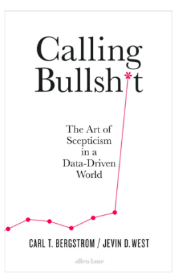 Calling
Bullsh*t
The Art of
Scepticism
in a
Data-Driven
World
CARL T. BERGSTROM / JEVIN D. WEST
allen lane